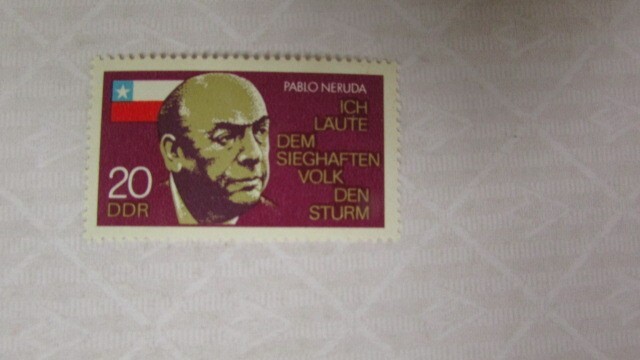 PABLO NERUDA
ICH
LÄUTE
DEM
SIEGHAFTEN
VOLK
DEN
STURM
20
DDR